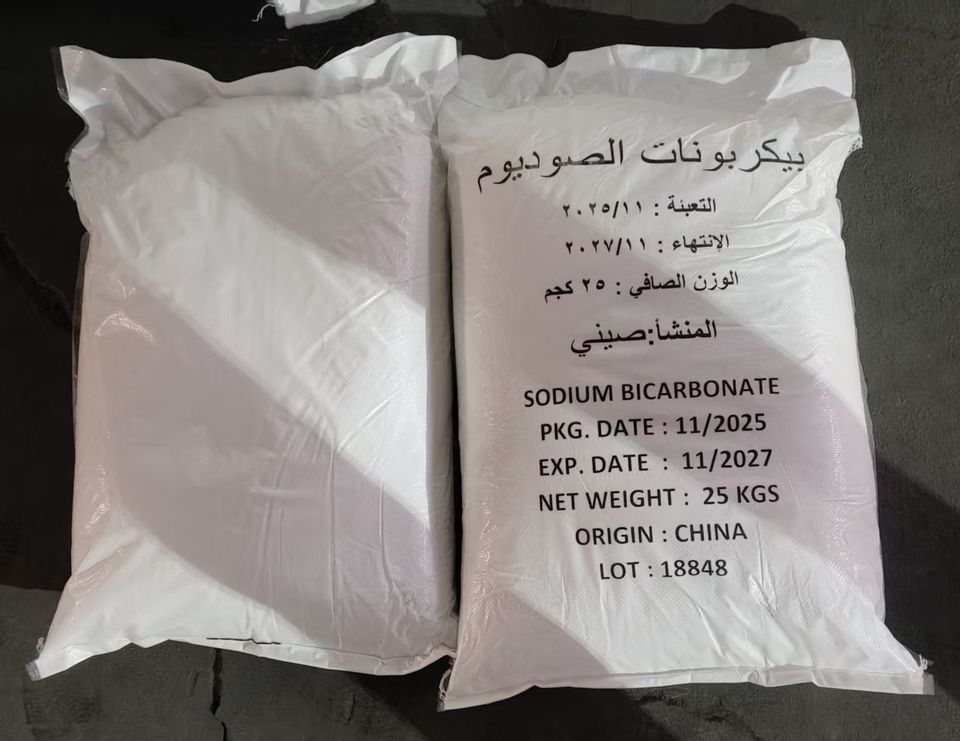 بيكربونات الصوديوم
التعبئة : ٢٠٢٥/١١
الإنتهاء : ٢٠٢٧/١١
الوزن الصافي : ٢٥ كجم
المنشأ:صيني
SODIUM BICARBONATE
PKG. DATE : 11/2025
EXP. DATE : 11/2027
NET WEIGHT : 25 KGS
ORIGIN : CHINA
LOT : 18848